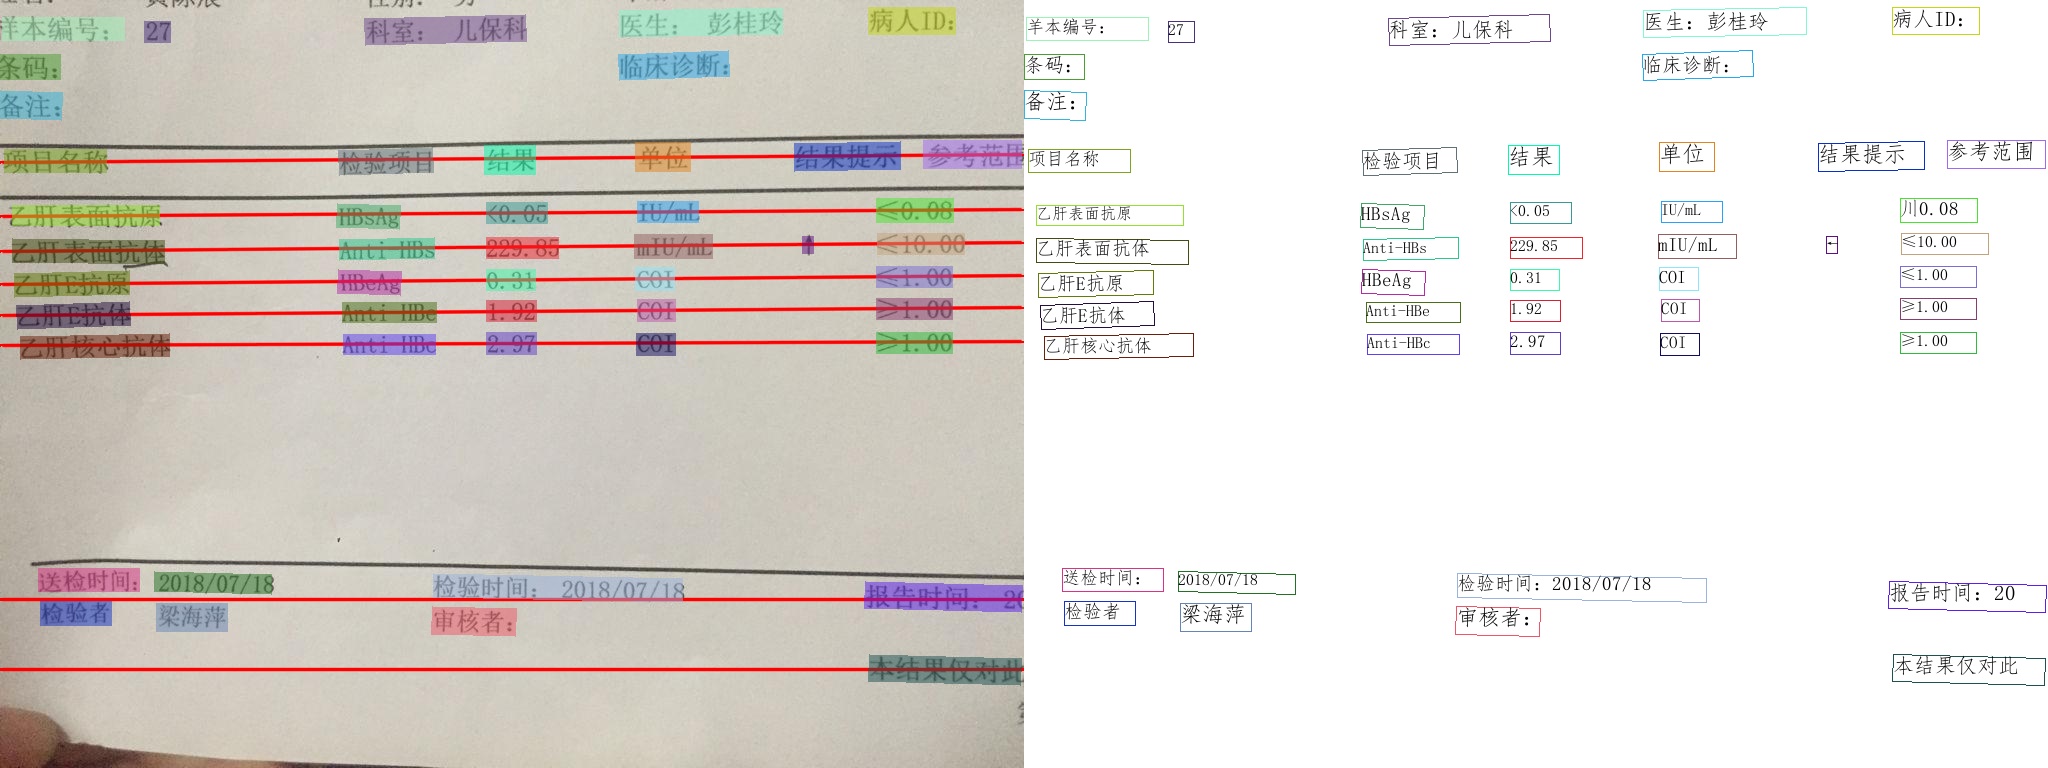 样本编号： 27 科室： 儿保科 医生： 彭桂玲 病人ID:
条码： 临床诊断：
备注：
项目名称 检验项目 结果 单位 结果提示 参考范围
乙肝表面抗原 HBsAg <0.05 IU/mL ≤0.08
乙肝表面抗体 Anti-HBs 229.85 mIU/mL ↑ ≤10.00
乙肝E抗原 HBeAg 0.31 COI ≤1.00
乙肝E抗体 Anti-HBe 1.92 COI ≥1.00
乙肝核心抗体 Anti-HBc 2.97 COI ≥1.00
送检时间： 2018/07/18 检验时间： 2018/07/18 报告时间： 20
检验者 梁海萍 审核者：
本结果仅对此
羊本编号： 27 科室：儿保科 医生：彭桂玲 病人ID：
条码： 临床诊断：
备注：
项目名称 检验项目 结果 单位 结果提示 参考范围
乙肝表面抗原 HBsAg <0.05 IU/mL 川0.08
乙肝表面抗体 Anti-HBs 229.85 mIU/mL ← ≤10.00
乙肝E抗原 HBeAg 0.31 COI ≤1.00
乙肝E抗体 Anti-HBe 1.92 COI ≥1.00
乙肝核心抗体 Anti-HBc 2.97 COI ≥1.00
送检时间： 2018/07/18 检验时间：2018/07/18 报告时间：20
检验者 梁海萍 审核者：
本结果仅对此